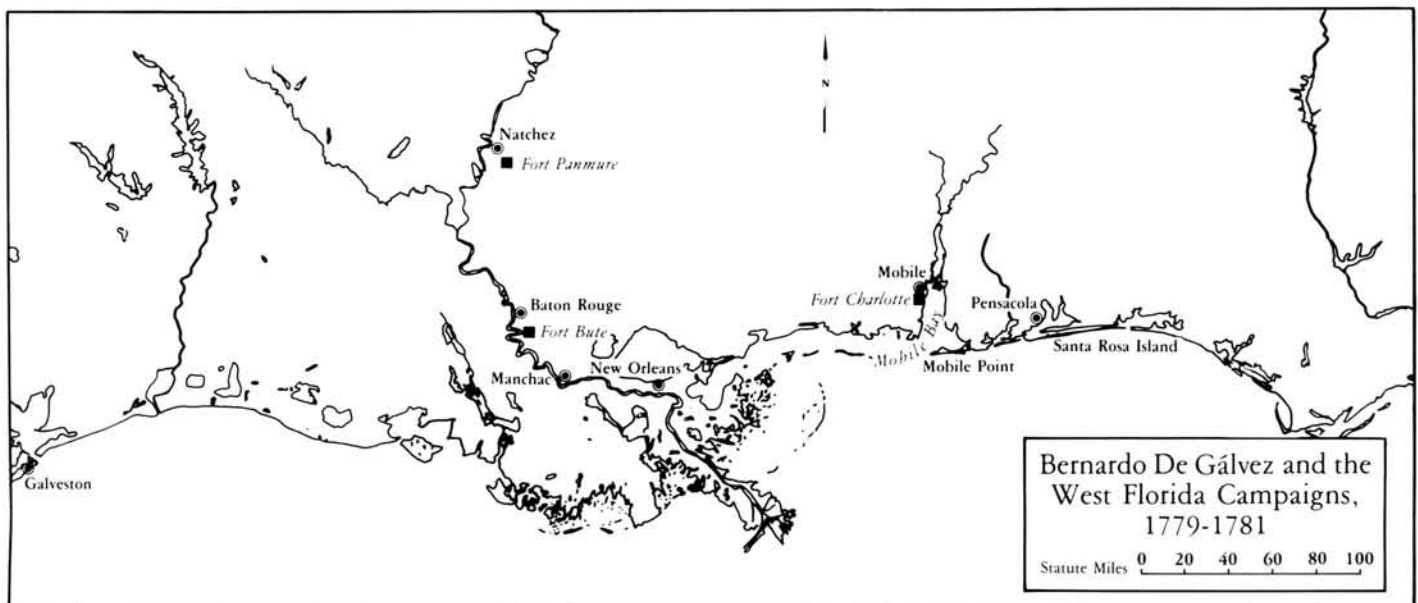 N
Natchez
Fort Panmure
Mobile
Fort Charlotte
Pensacola
Baton Rouge
Fort Bute
Mobile Bay
Santa Rosa Island
Mobile Point
New Orleans
Manchac
Galveston
Bernardo De Gálvez and the
West Florida Campaigns,
1779-1781
Statute Miles 0 20 40 60 80 100